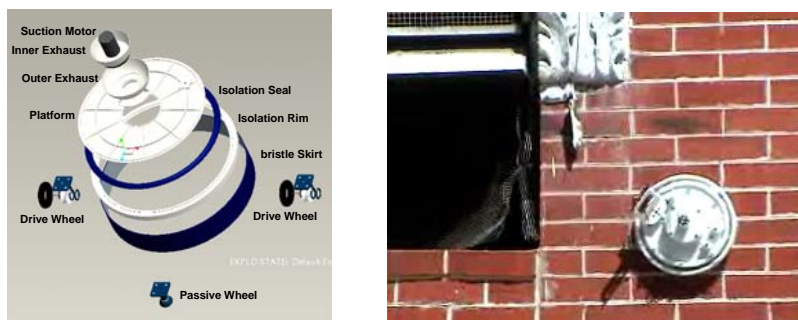 Suction Motor
Inner Exhaust
Outer Exhaust
Isolation Seal
Platform
Isolation Rim
bristle Skirt
Drive Wheel
Drive Wheel
Passive Wheel